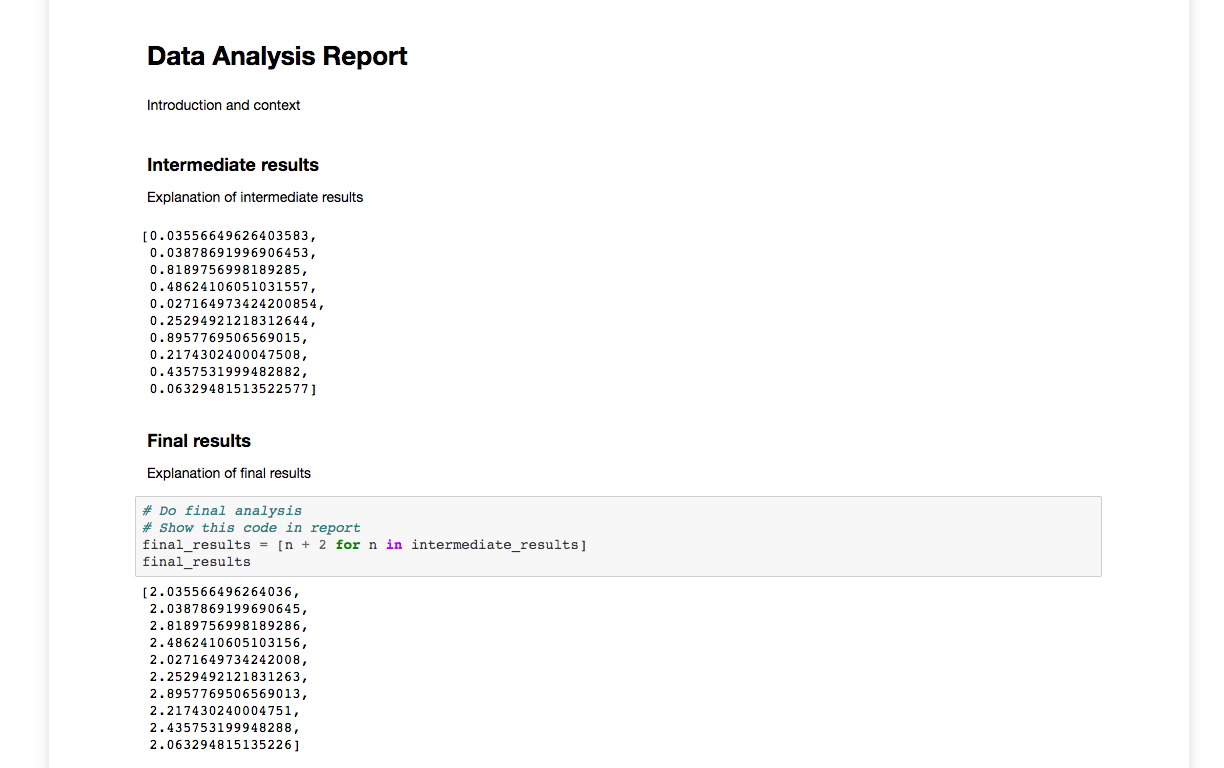 Data Analysis Report
Introduction and context
Intermediate results
Explanation of intermediate results
[0.03556649626403583,
0.03878691996906453,
0.8189756998189285,
0.48624106051031557,
0.027164973424200854,
0.25294921218312644,
0.8957769506569015,
0.2174302400047508,
0.4357531999482882,
0.06329481513522577]
Final results
Explanation of final results
# Do final analysis
# Show this code in report
final_results = [n + 2 for n in intermediate_results]
final_results
[2.035566496264036,
2.0387869199690645,
2.8189756998189286,
2.4862410605103156,
2.0271649734242008,
2.2529492121831263,
2.8957769506569013,
2.217430240004751,
2.435753199948288,
2.063294815135226]